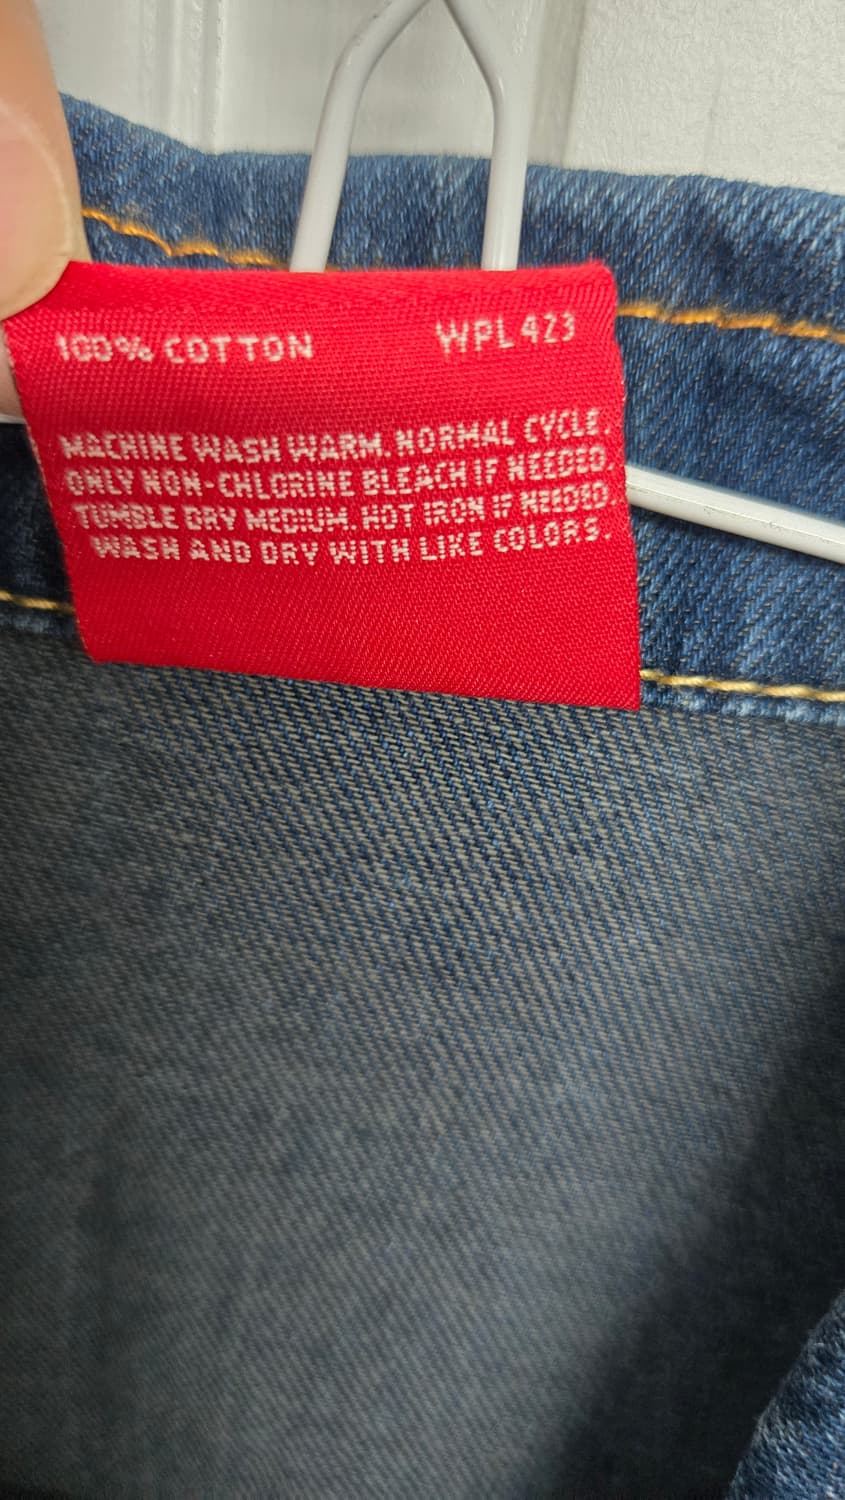 100% COTTON WPL 423
MACHINE WASH WARM. NORMAL CYCLE.
ONLY NON-CHLORINE BLEACH IF NEEDED.
TUMBLE DRY MEDIUM. HOT IRON IF NEEDED.
WASH AND DRY WITH LIKE COLORS.